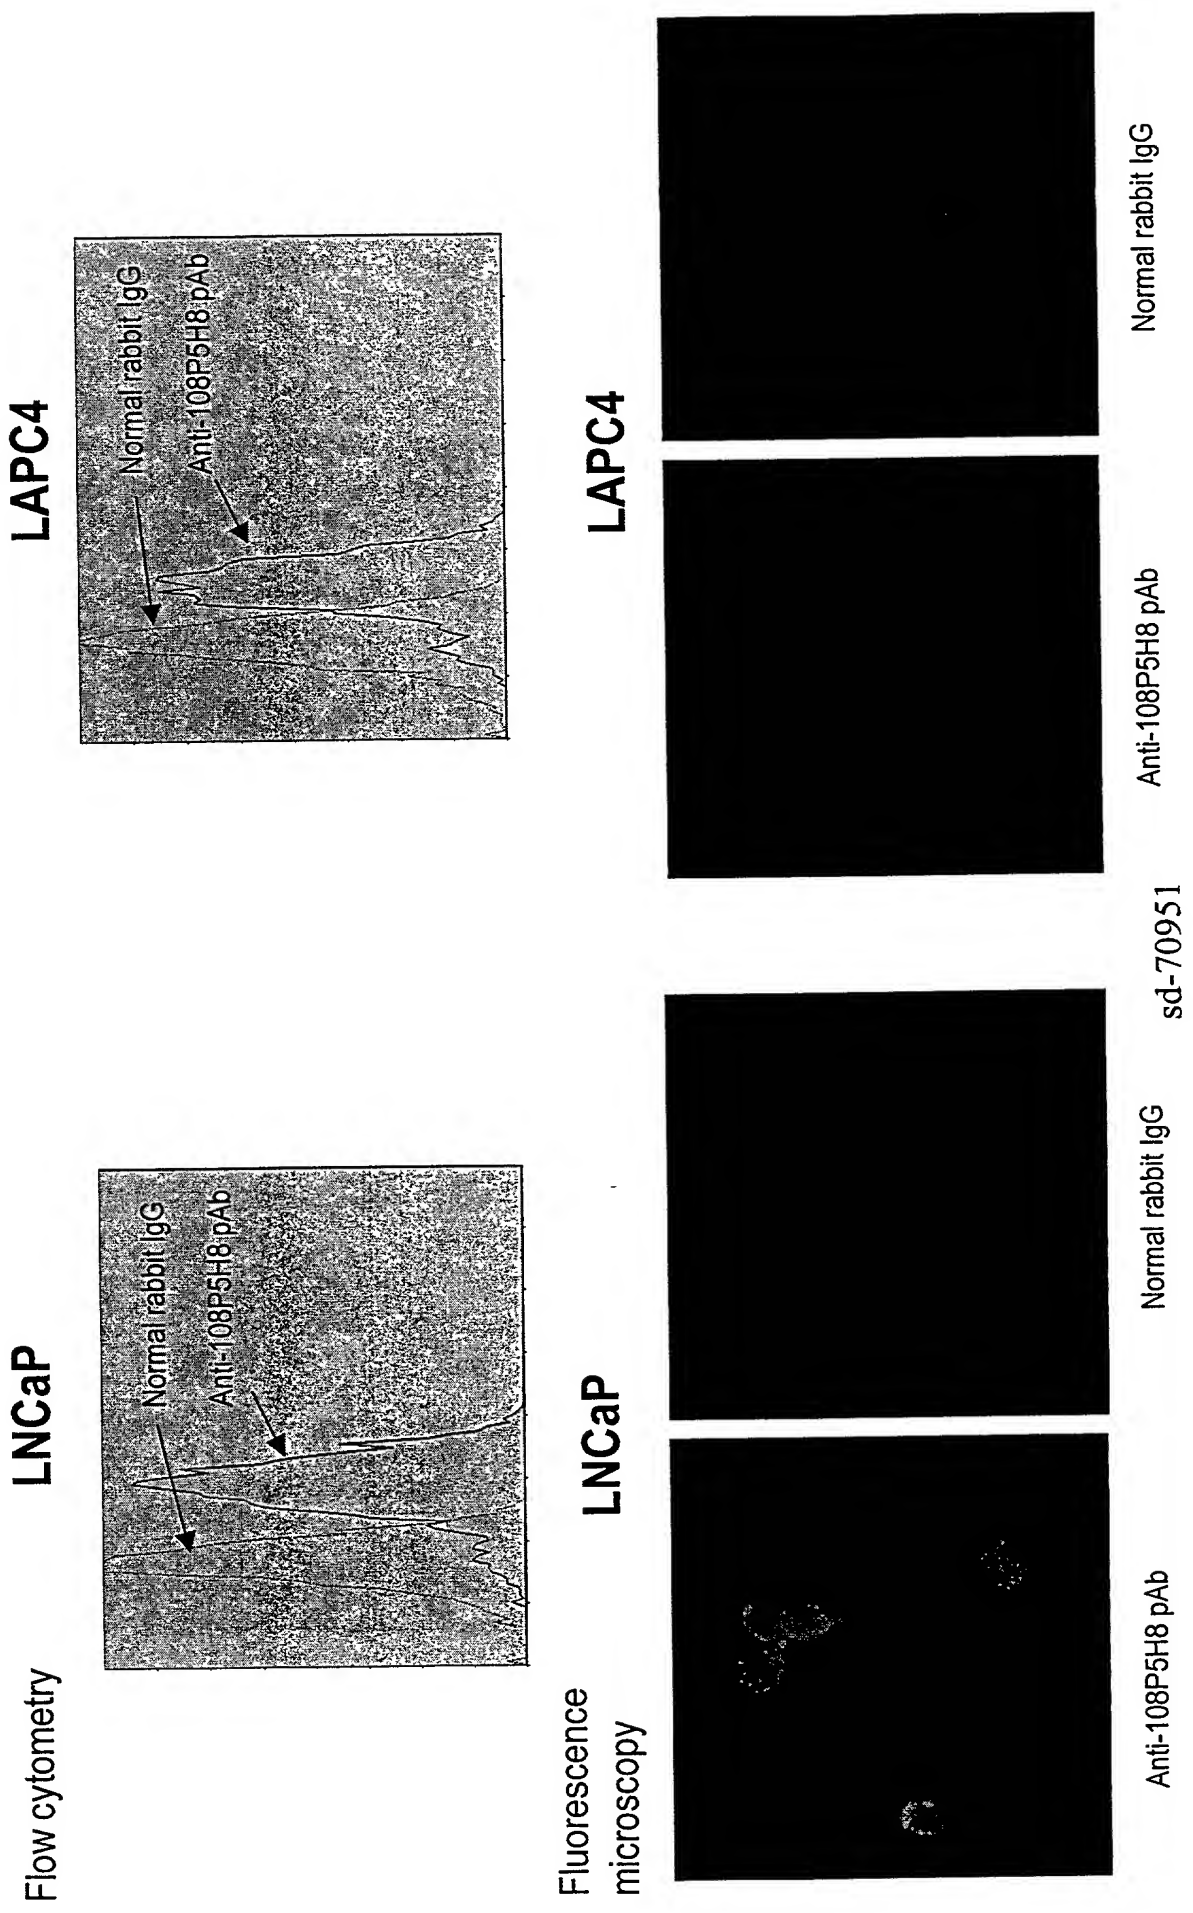 Flow cytometry
LNCaP
LAPC4
Normal rabbit IgG
Anti-108P5H8 pAb
Normal rabbit IgG
Anti-108P5H8 pAb
Fluorescence
microscopy
LNCaP
LAPC4
Anti-108P5H8 pAb
Normal rabbit IgG
Anti-108P5H8 pAb
Normal rabbit IgG
sd-70951